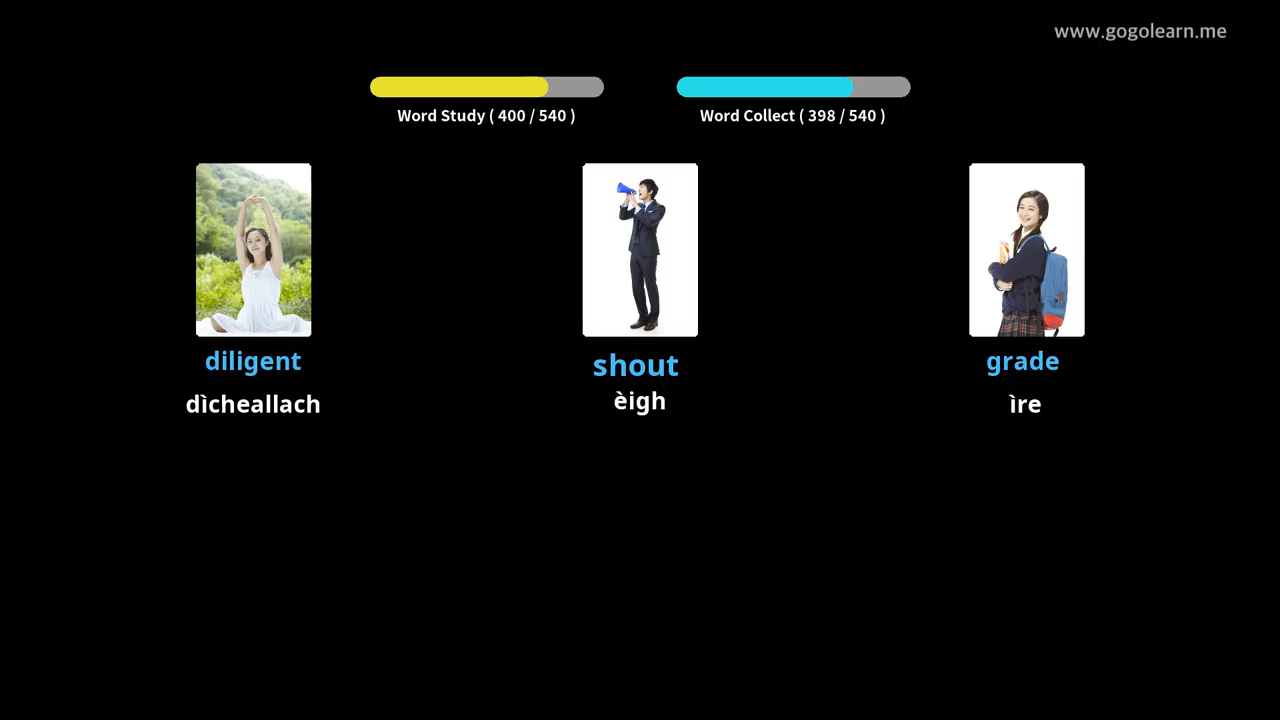 www.gogolearn.me
Word Study ( 400 / 540 )
Word Collect ( 398 / 540 )
diligent
dìcheallach
shout
èigh
grade
ìre